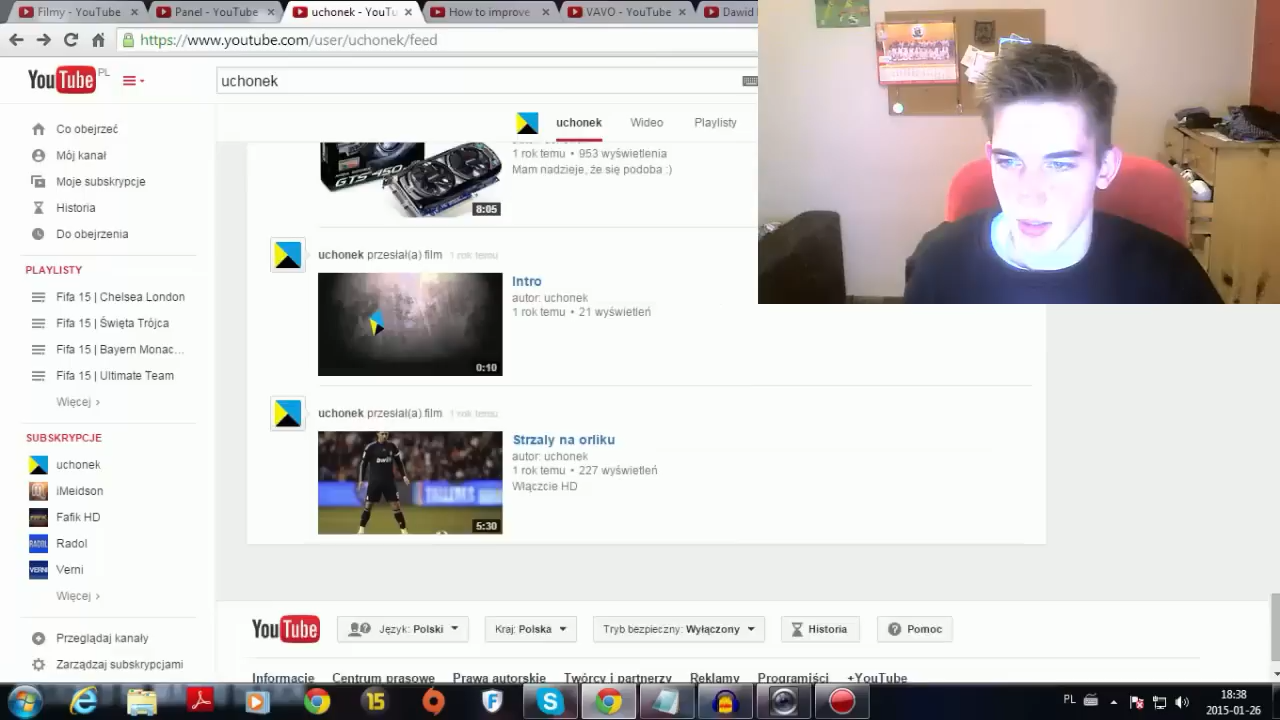 Filmy - YouTube
Panel - YouTube
uchonek - YouTu
How to improve
VAVO - YouTube
Dawid
https://www.youtube.com/user/uchonek/feed
YouTube PL
uchonek
uchonek Wideo Playlisty
Co obejrzeć
Mój kanał
Moje subskrypcje
Historia
Do obejrzenia
PLAYLISTY
Fifa 15 | Chelsea London
Fifa 15 | Święta Trójca
Fifa 15 | Bayern Monac...
Fifa 15 | Ultimate Team
Więcej ›
SUBSKRYPCJE
uchonek
iMeidson
Fafik HD
Radol
Verni
Więcej ›
Przeglądaj kanały
Zarządzaj subskrypcjami
GTS 450
8:05
1 rok temu • 953 wyświetlenia
Mam nadzieje, że się podoba :)
uchonek przesłał(a) film 1 rok temu
0:10
Intro
autor: uchonek
1 rok temu • 21 wyświetleń
uchonek przesłał(a) film 1 rok temu
bwin
5:30
Strzaly na orliku
autor: uchonek
1 rok temu • 227 wyświetleń
Włączcie HD
YouTube
Język: Polski
Kraj: Polska
Tryb bezpieczny: Wyłączony
Historia
Pomoc
Informacje Centrum prasowe Prawa autorskie Twórcy i partnerzy Reklamy Programiści +YouTube
15
PL
18:38
2015-01-26